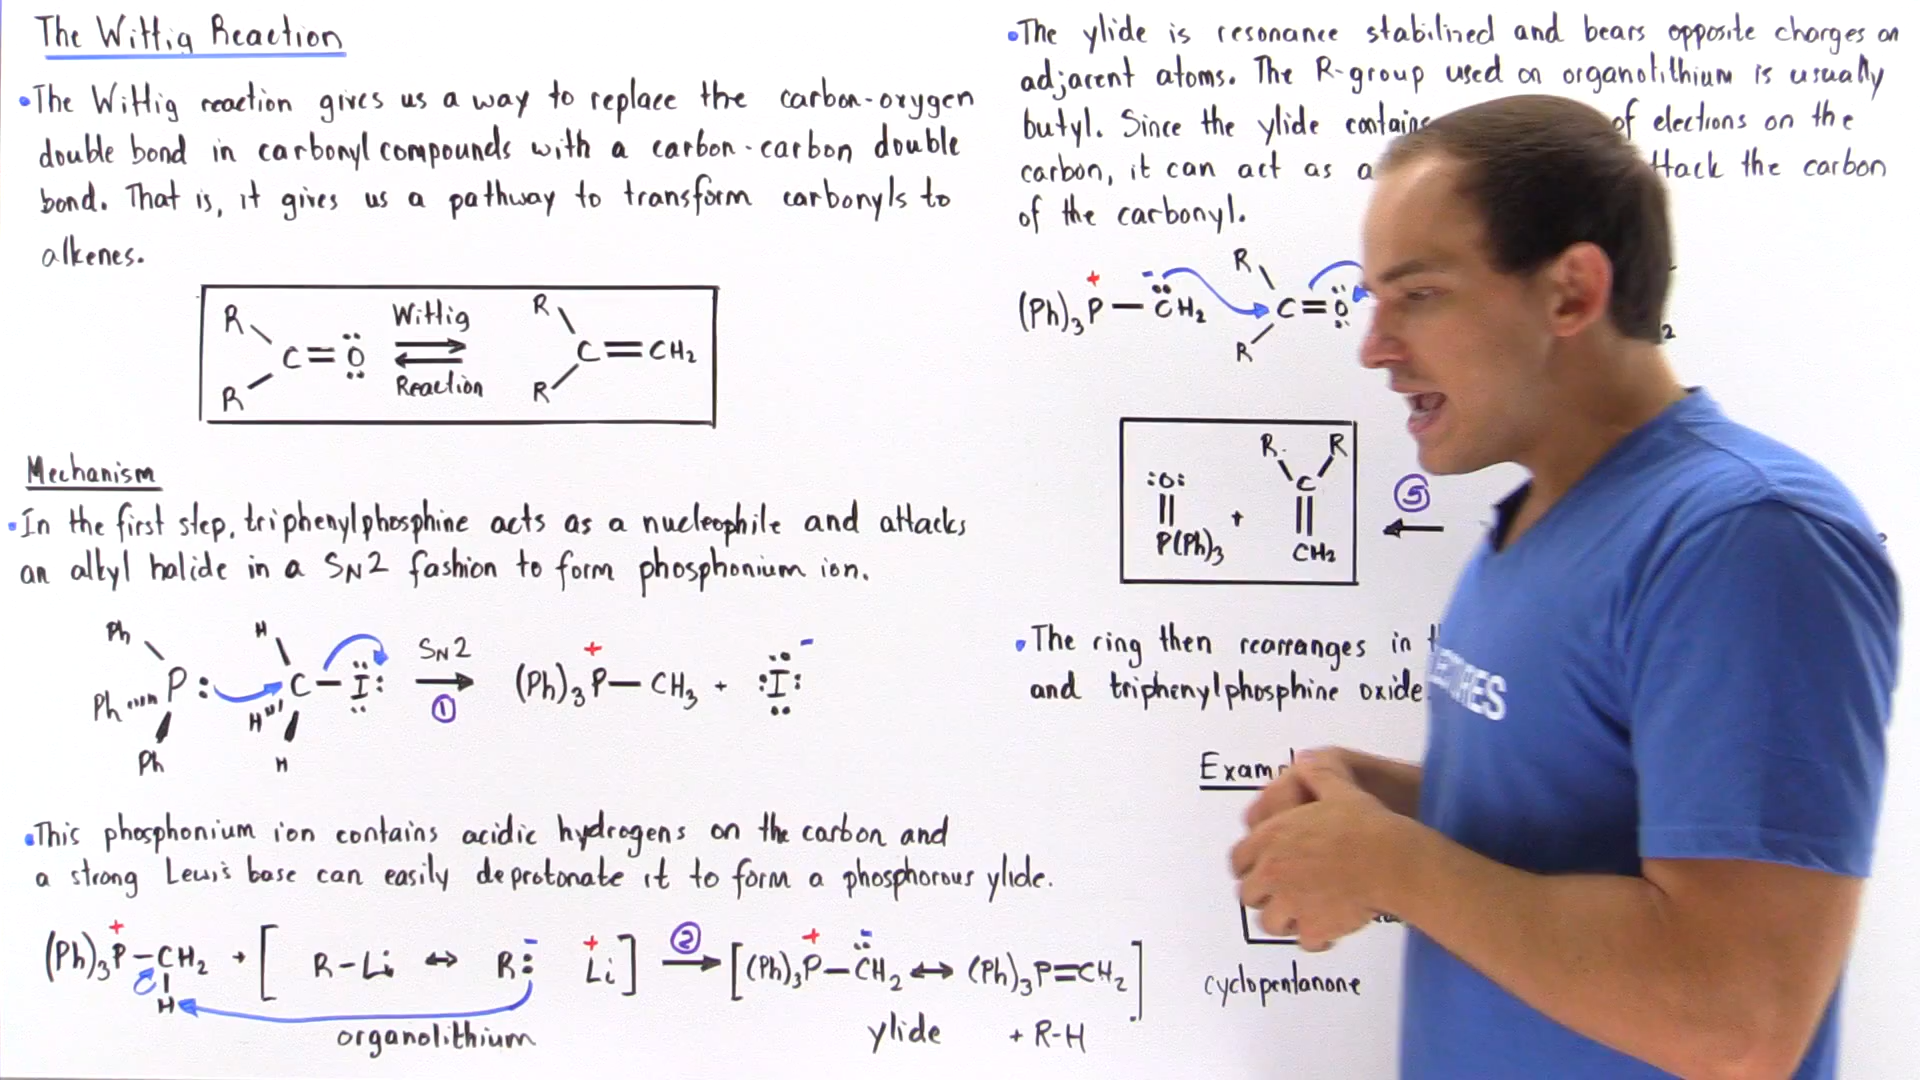 The Wittig Reaction
•The Wittig reaction gives us a way to replace the carbon-oxygen
double bond in carbonyl compounds with a carbon-carbon double
bond. That is, it gives us a pathway to transform carbonyls to
alkenes.
R R C=O Wittig Reaction R R C=CH2
Mechanism
•In the first step, triphenylphosphine acts as a nucleophile and attacks
an alkyl halide in a SN2 fashion to form phosphonium ion.
Ph Ph Ph P: H H H C–I: SN2 ① (Ph)3P+–CH3 + :I:–
•This phosphonium ion contains acidic hydrogens on the carbon and
a strong Lewis base can easily deprotonate it to form a phosphorous ylide.
(Ph)3P+–CH2 H + [R–Li ↔ R:– Li+] ② [(Ph)3P+–CH2– ↔ (Ph)3P=CH2]
organolithium ylide + R-H
•The ylide is resonance stabilized and bears opposite charges on
adjacent atoms. The R-group used on organolithium is usually
butyl. Since the ylide contains of electrons on the
carbon, it can act as a ttack the carbon
of the carbonyl.
(Ph)3P+–CH2– R R C=O
:O: || P(Ph)3 + R R C || CH2 ⑤
•The ring then rearranges in
and triphenylphosphine oxide
Exam
cyclopentanone